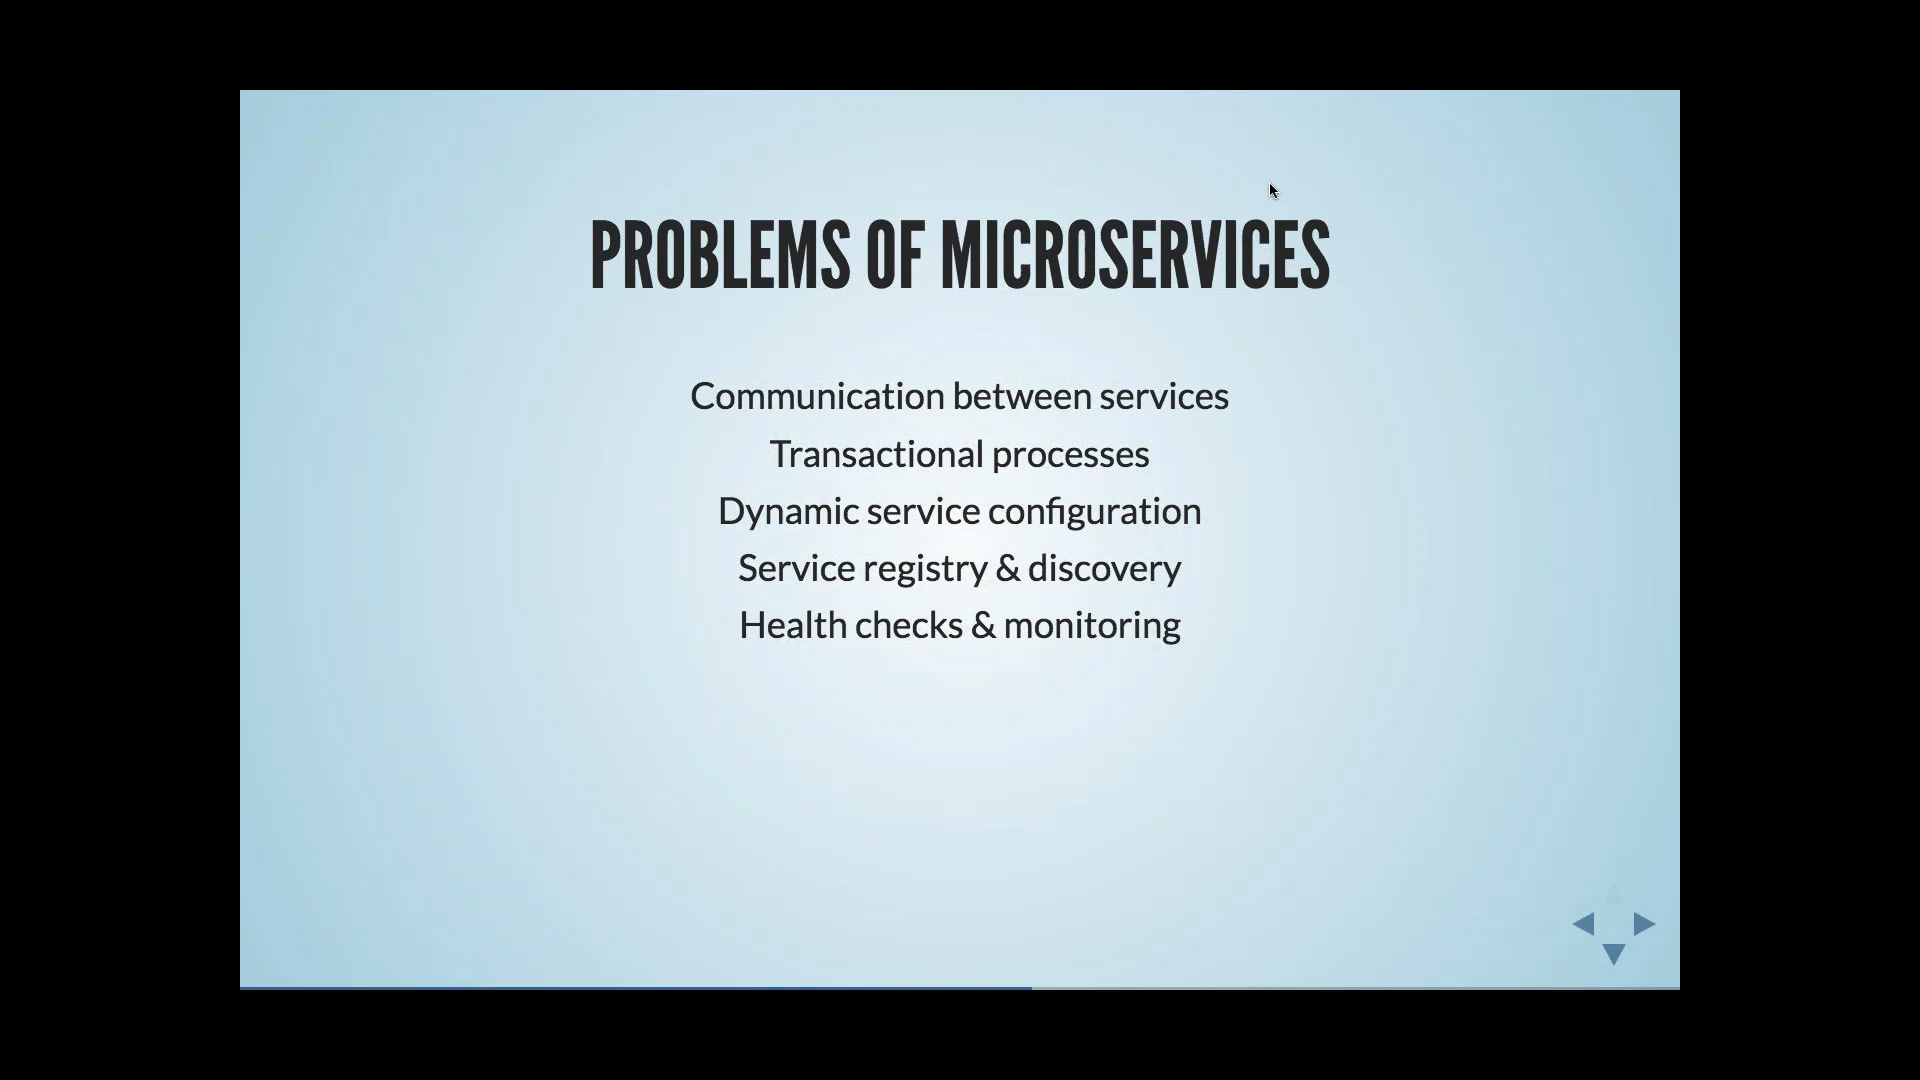 PROBLEMS OF MICROSERVICES
Communication between services
Transactional processes
Dynamic service configuration
Service registry & discovery
Health checks & monitoring